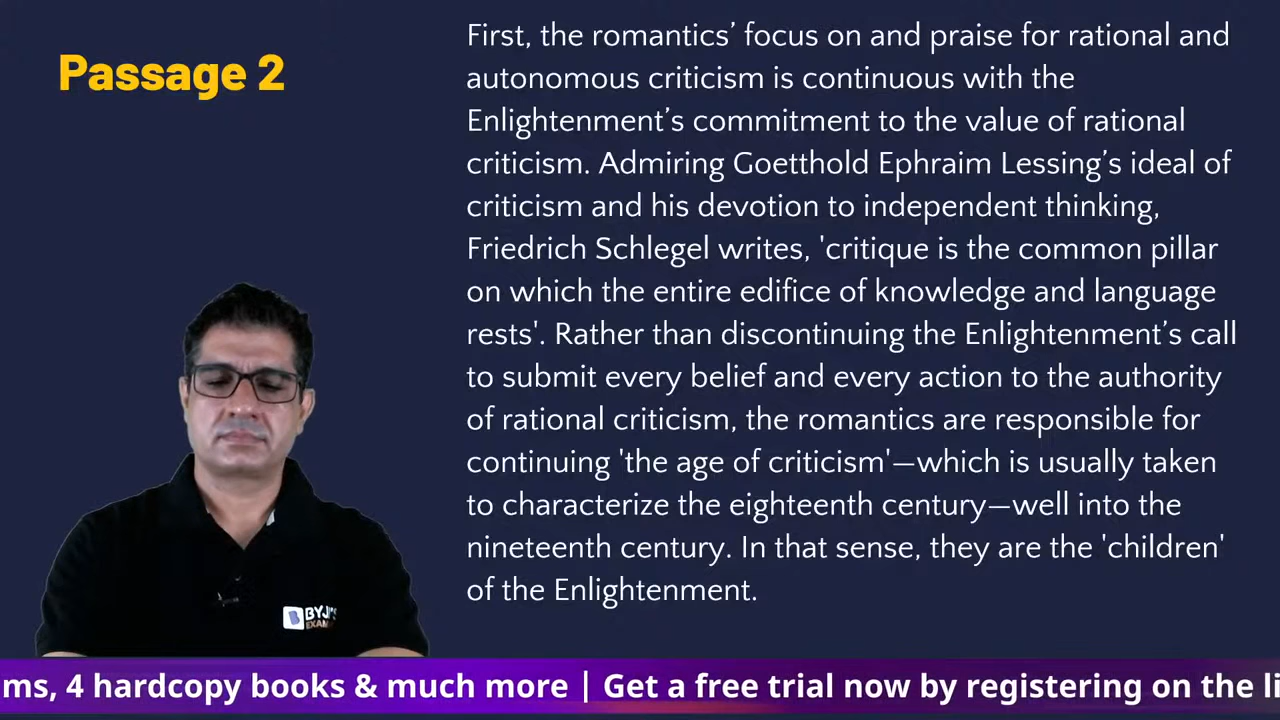 Passage 2
First, the romantics’ focus on and praise for rational and
autonomous criticism is continuous with the
Enlightenment’s commitment to the value of rational
criticism. Admiring Goetthold Ephraim Lessing’s ideal of
criticism and his devotion to independent thinking,
Friedrich Schlegel writes, 'critique is the common pillar
on which the entire edifice of knowledge and language
rests'. Rather than discontinuing the Enlightenment’s call
to submit every belief and every action to the authority
of rational criticism, the romantics are responsible for
continuing 'the age of criticism'—which is usually taken
to characterize the eighteenth century—well into the
nineteenth century. In that sense, they are the 'children'
of the Enlightenment.
BYJU'S
EXAM
ms, 4 hardcopy books & much more | Get a free trial now by registering on the li